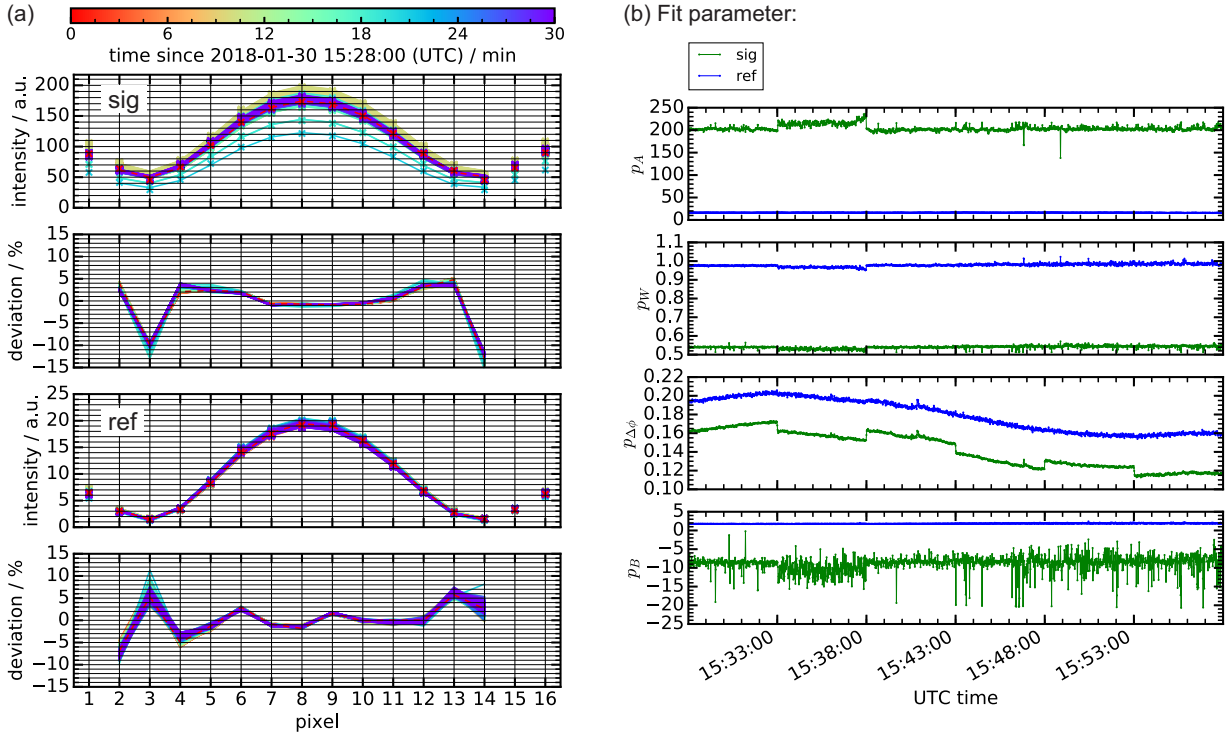 (a)
0 6 12 18 24 30
time since 2018-01-30 15:28:00 (UTC) / min
sig
intensity / a.u.
200
150
100
50
0
deviation / %
15
10
5
0
−5
−10
−15
ref
intensity / a.u.
25
20
15
10
5
0
deviation / %
15
10
5
0
−5
−10
−15
1 2 3 4 5 6 7 8 9 10 11 12 13 14 15 16
pixel
(b) Fit parameter:
sig
ref
p_A
250
200
150
100
50
0
p_W
1.1
1.0
0.9
0.8
0.7
0.6
0.5
p_Δϕ
0.22
0.20
0.18
0.16
0.14
0.12
0.10
p_B
5
0
−5
−10
−15
−20
−25
15:33:00 15:38:00 15:43:00 15:48:00 15:53:00
UTC time